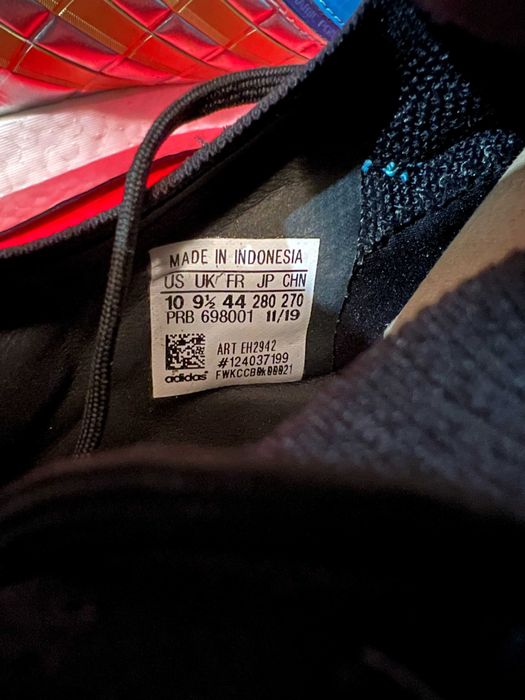 MADE IN INDONESIA
US UK FR JP CHN
10 9½ 44 280 270
PRB 698001 11/19
ART EH2942
#124037199
adidas